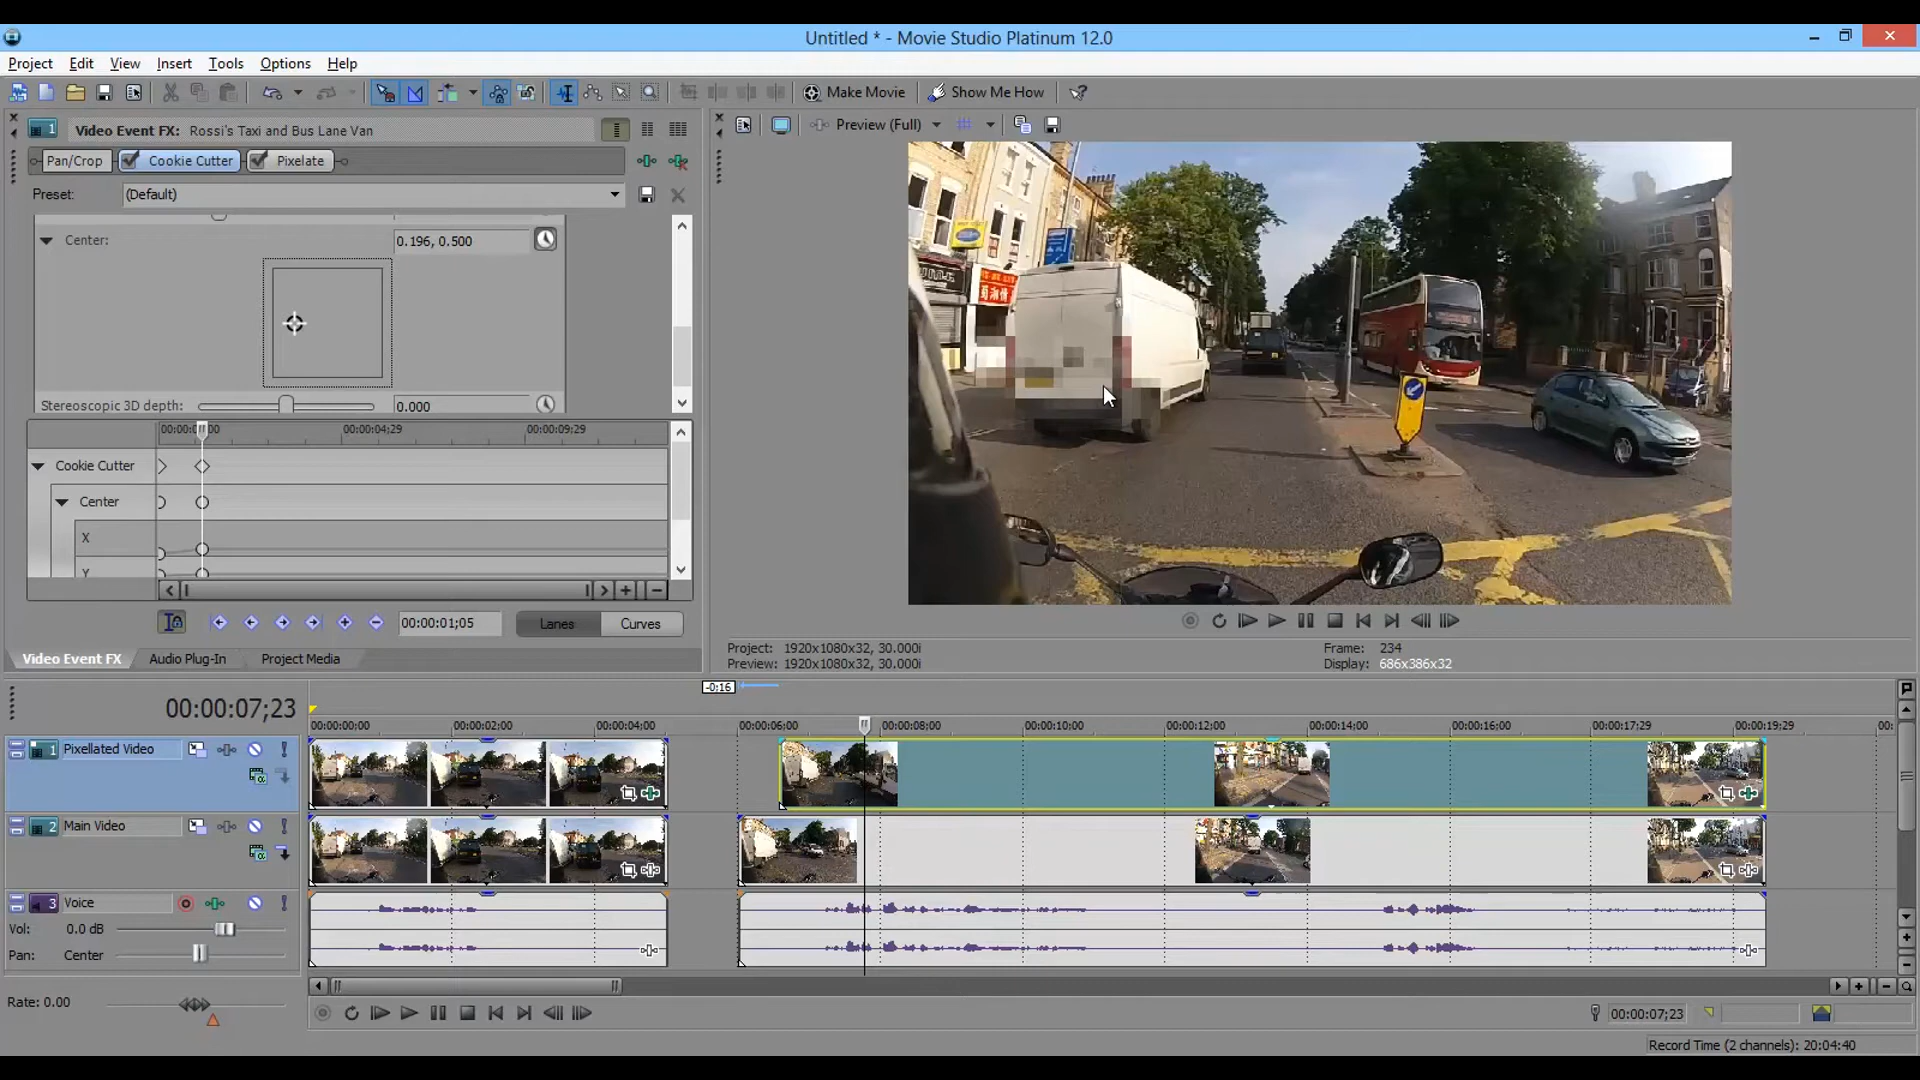 Untitled * - Movie Studio Platinum 12.0
Project Edit View Insert Tools Options Help
Make Movie Show Me How
1 Video Event FX: Rossi's Taxi and Bus Lane Van
Preview (Full)
Pan/Crop Cookie Cutter Pixelate
Preset: (Default)
Center: 0.196, 0.500
Stereoscopic 3D depth: 0.000
00:00:04;29 00:00:09;29
Cookie Cutter
Center
X
Y
00:00:01;05 Lanes Curves
Video Event FX Audio Plug-In Project Media
Project: 1920x1080x32, 30.000i Frame: 234
Preview: 1920x1080x32, 30.000i Display: 686x386x32
-0:16
00:00:07;23
00:00:00;00 00:00:02;00 00:00:04;00 00:00:06;00 00:00:08;00 00:00:10;00 00:00:12;00 00:00:14;00 00:00:16;00 00:00:17;29 00:00:19;29 00:
1 Pixellated Video
2 Main Video
3 Voice
Vol: 0.0 dB
Pan: Center
Rate: 0.00
00:00:07;23
Record Time (2 channels): 20:04:40